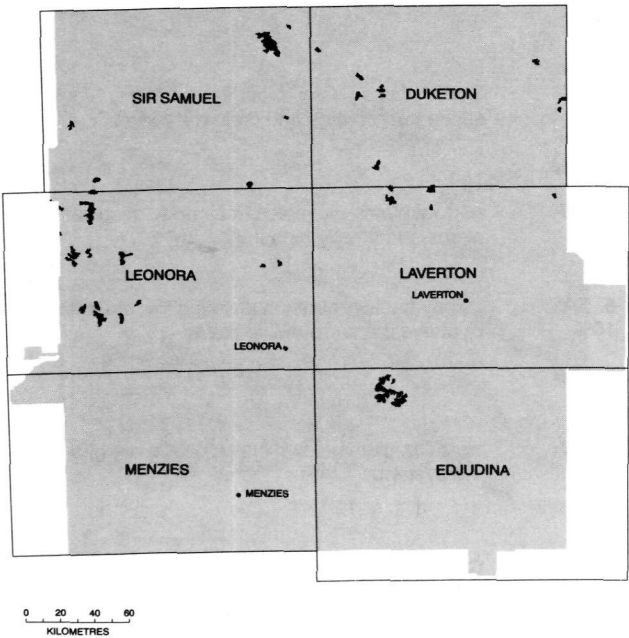 SIR SAMUEL
DUKETON
LEONORA
LAVERTON
LAVERTON
LEONORA
MENZIES
EDJUDINA
MENZIES
0 20 40 60
KILOMETRES